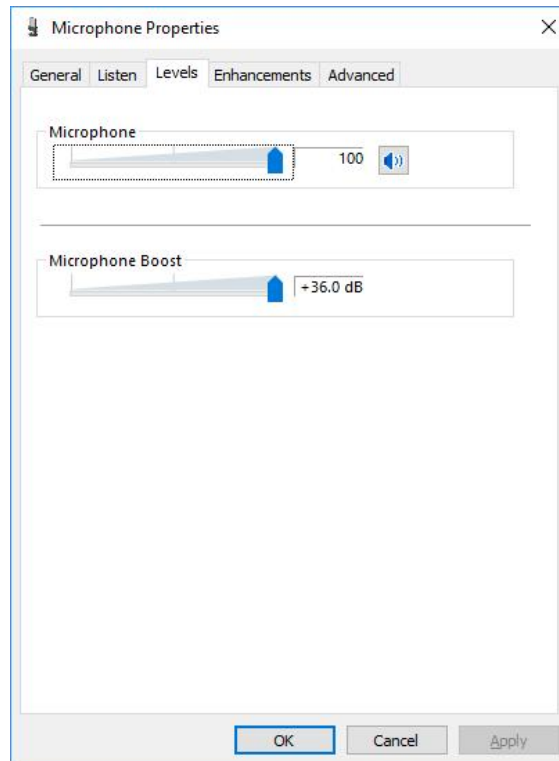 Microphone Properties
General Listen Levels Enhancements Advanced
Microphone
100
Microphone Boost
+36.0 dB
OK Cancel Apply